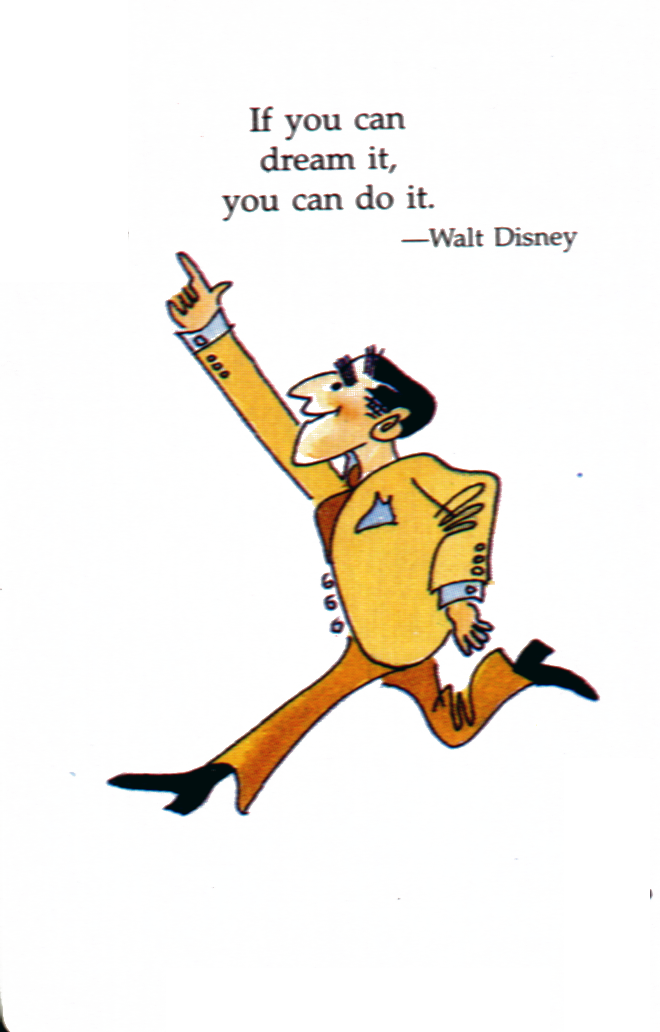 If you can
dream it,
you can do it.
—Walt Disney